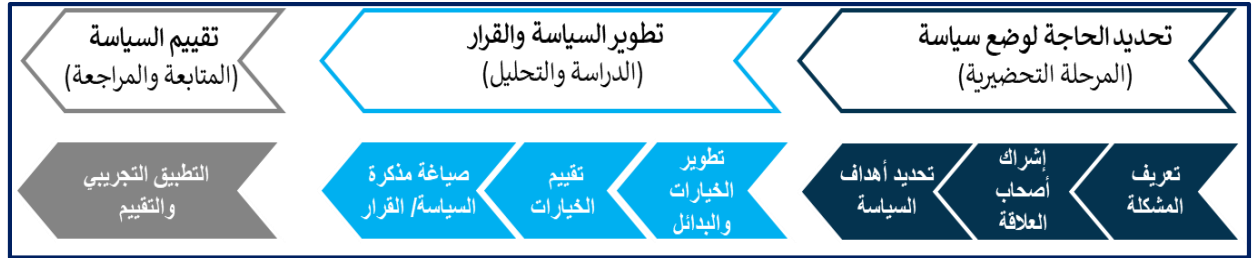 تحديد الحاجة لوضع سياسة
(المرحلة التحضيرية)
تطوير السياسة والقرار
(الدراسة والتحليل)
تقييم السياسة
(المتابعة والمراجعة)
تعريف
المشكلة
إشراك
أصحاب
العلاقة
تحديد أهداف
السياسة
تطوير
الخيارات
والبدائل
تقييم
الخيارات
صياغة مذكرة
السياسة/ القرار
التطبيق التجريبي
والتقييم